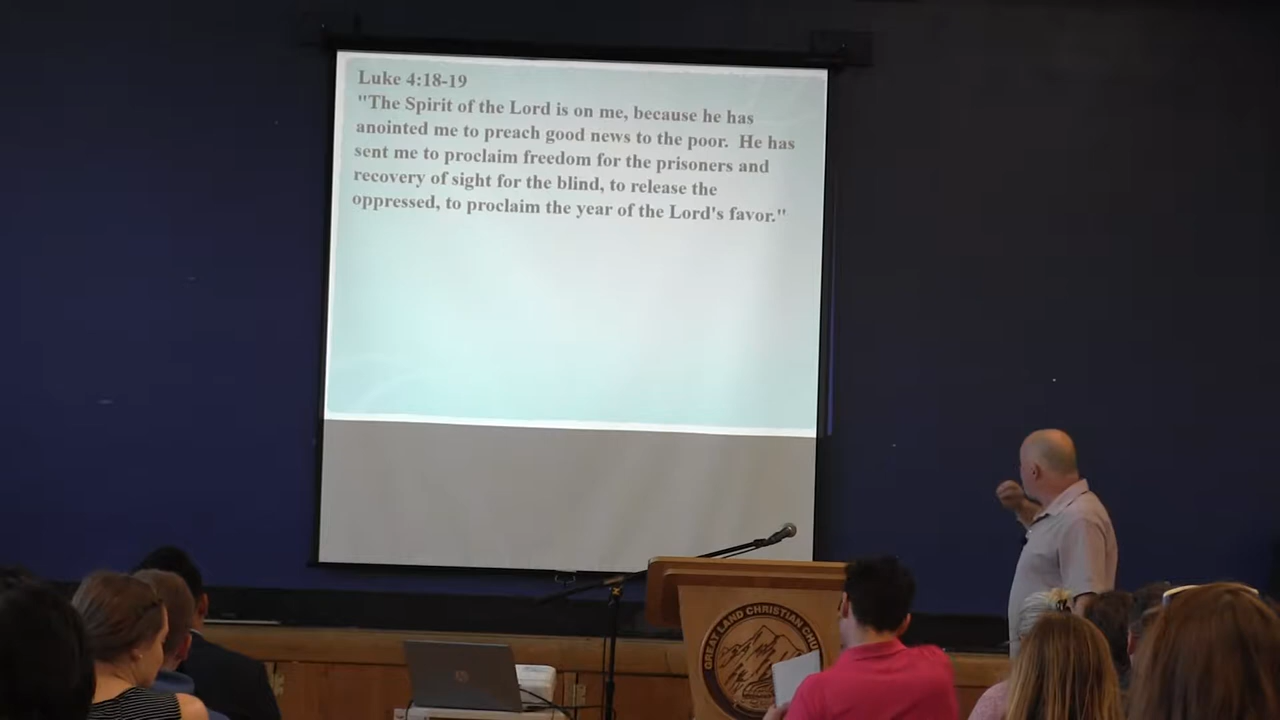 Luke 4:18-19
"The Spirit of the Lord is on me, because he has
anointed me to preach good news to the poor.  He has
sent me to proclaim freedom for the prisoners and
recovery of sight for the blind, to release the
oppressed, to proclaim the year of the Lord's favor."
GREAT LAND CHRISTIAN CHU